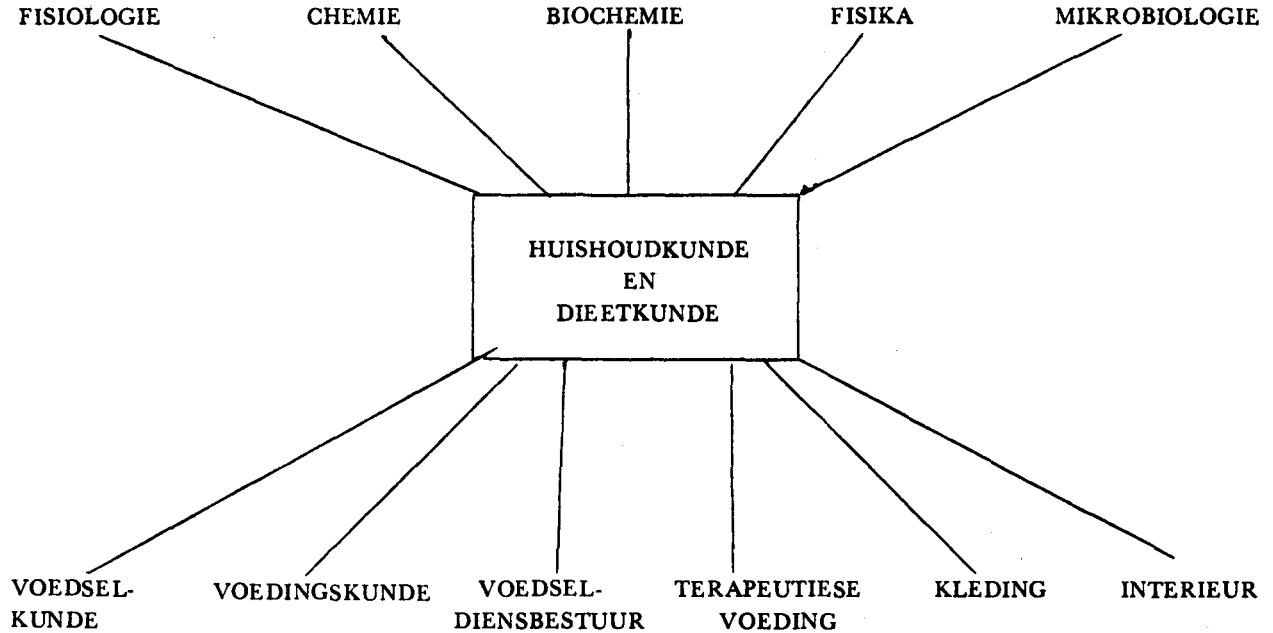 FISIOLOGIE CHEMIE BIOCHEMIE FISIKA MIKROBIOLOGIE
HUISHOUDKUNDE
EN
DIEETKUNDE
VOEDSEL-
KUNDE
VOEDINGSKUNDE
VOEDSEL-
DIENSBESTUUR
TERAPEUTIESE
VOEDING
KLEDING
INTERIEUR